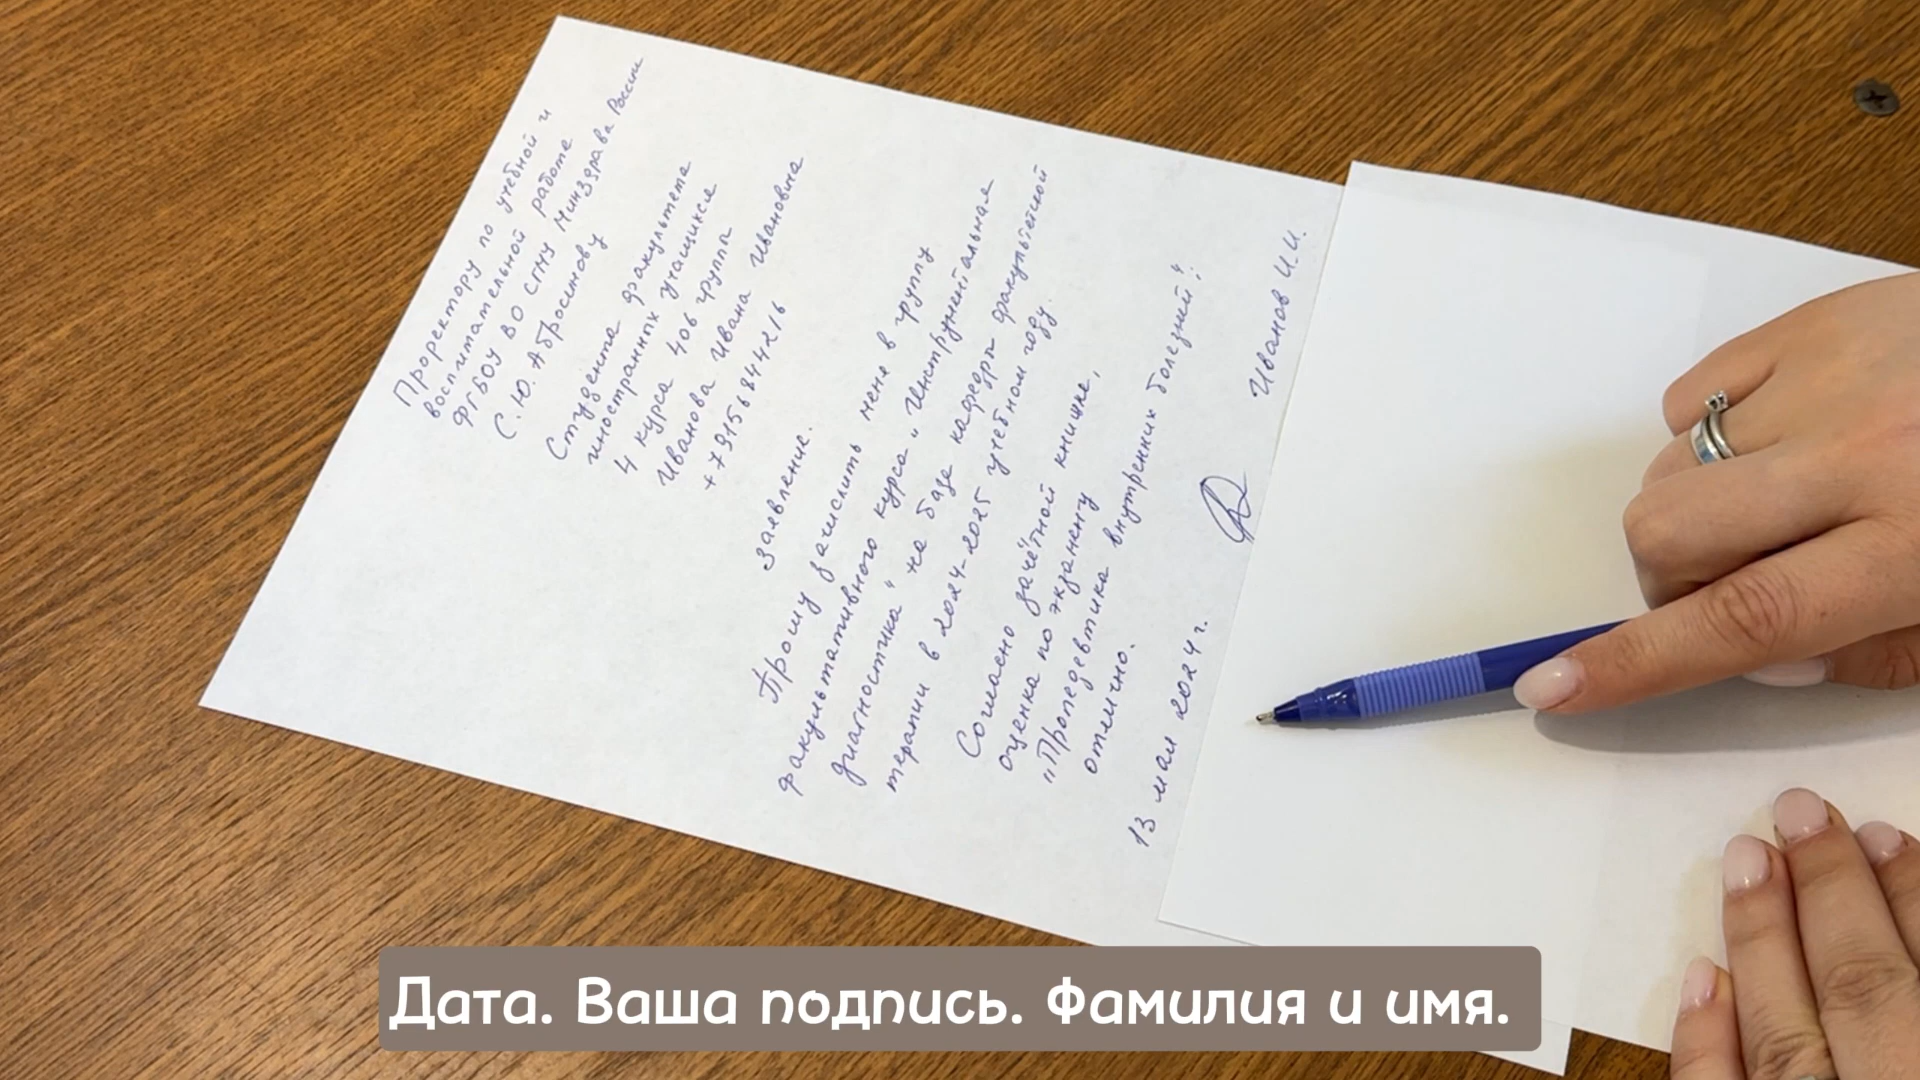 Проректору по учебной и
воспитательной работе
ФГБОУ ВО СГМУ Минздрава России
С.Ю. Абросимову
Студента факультета
иностранных учащихся
4 курса 406 группы
Иванова Ивана Ивановича
+79156844216
Заявление.
Прошу зачислить меня в группу
факультативного курса „Инструментальная
диагностика" на базе кафедры факультетской
терапии в 2024-2025 учебном году.
Согласно зачётной книжке,
оценка по экзамену
„Пропедевтика внутренних болезней":
отлично.
13 мая 2024 г. Иванов И.И.
Дата. Ваша подпись. Фамилия и имя.